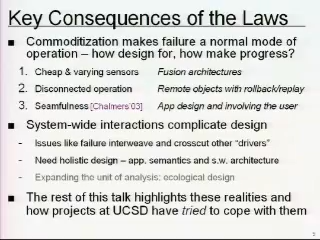 Key Consequences of the Laws
■ Commoditization makes failure a normal mode of
operation – how design for, how make progress?
1. Cheap & varying sensors Fusion architectures
2. Disconnected operation Remote objects with rollback/replay
3. Seamfulness [Chalmers'03] App design and involving the user
■ System-wide interactions complicate design
- Issues like failure interweave and crosscut other "drivers"
- Need holistic design – app. semantics and s.w. architecture
- Expanding the unit of analysis: ecological design
■ The rest of this talk highlights these realities and
how projects at UCSD have tried to cope with them